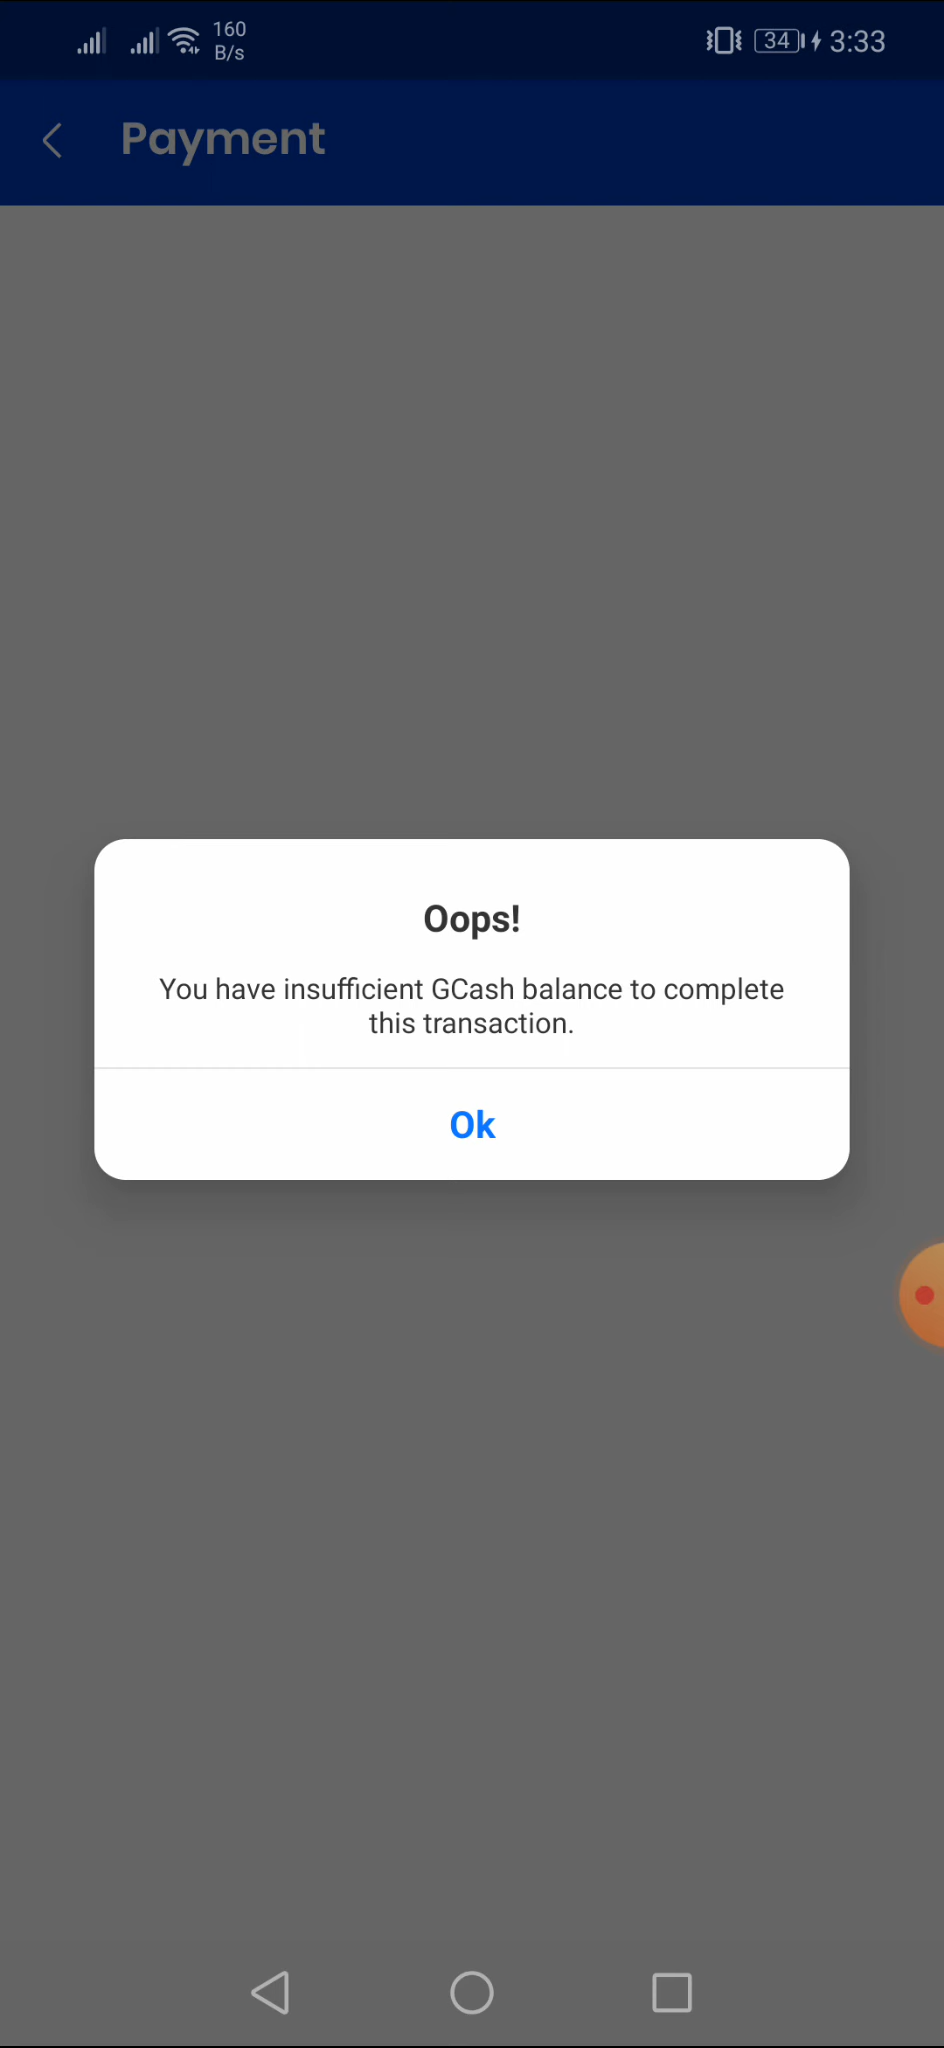 160
B/s
34
3:33
Payment
Oops!
You have insufficient GCash balance to complete
this transaction.
Ok